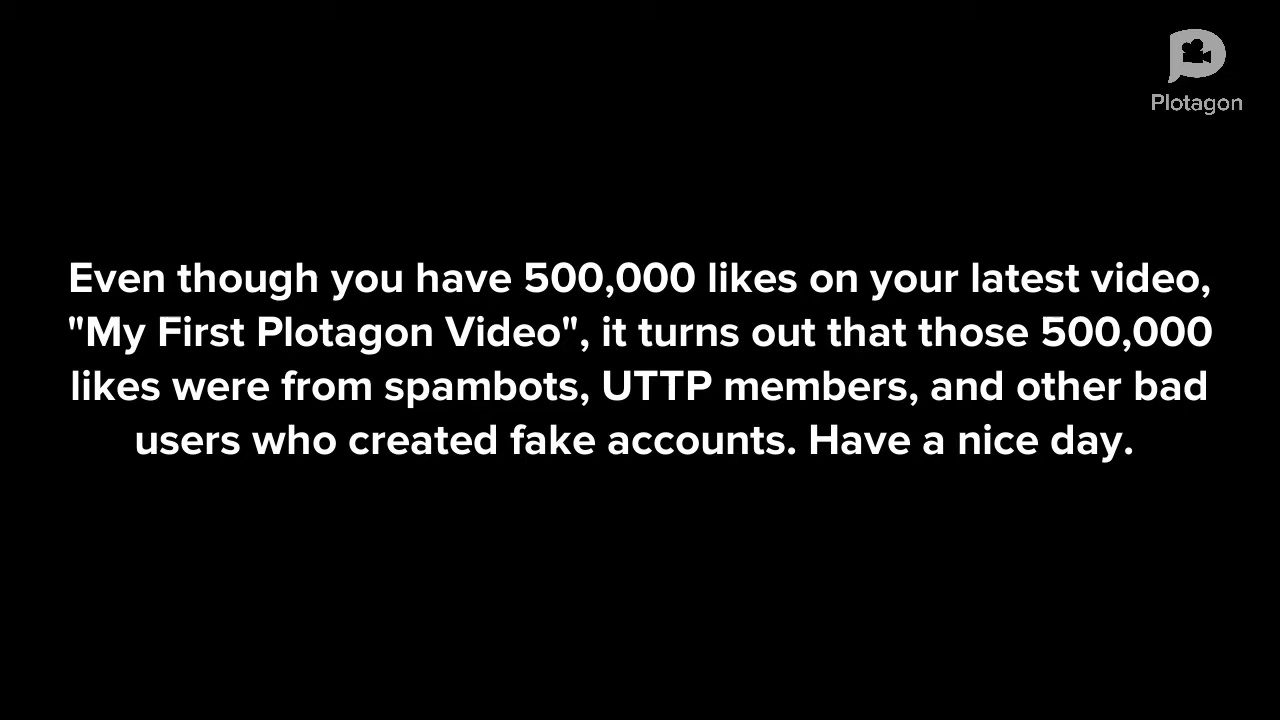 Plotagon
Even though you have 500,000 likes on your latest video,
"My First Plotagon Video", it turns out that those 500,000
likes were from spambots, UTTP members, and other bad
users who created fake accounts. Have a nice day.